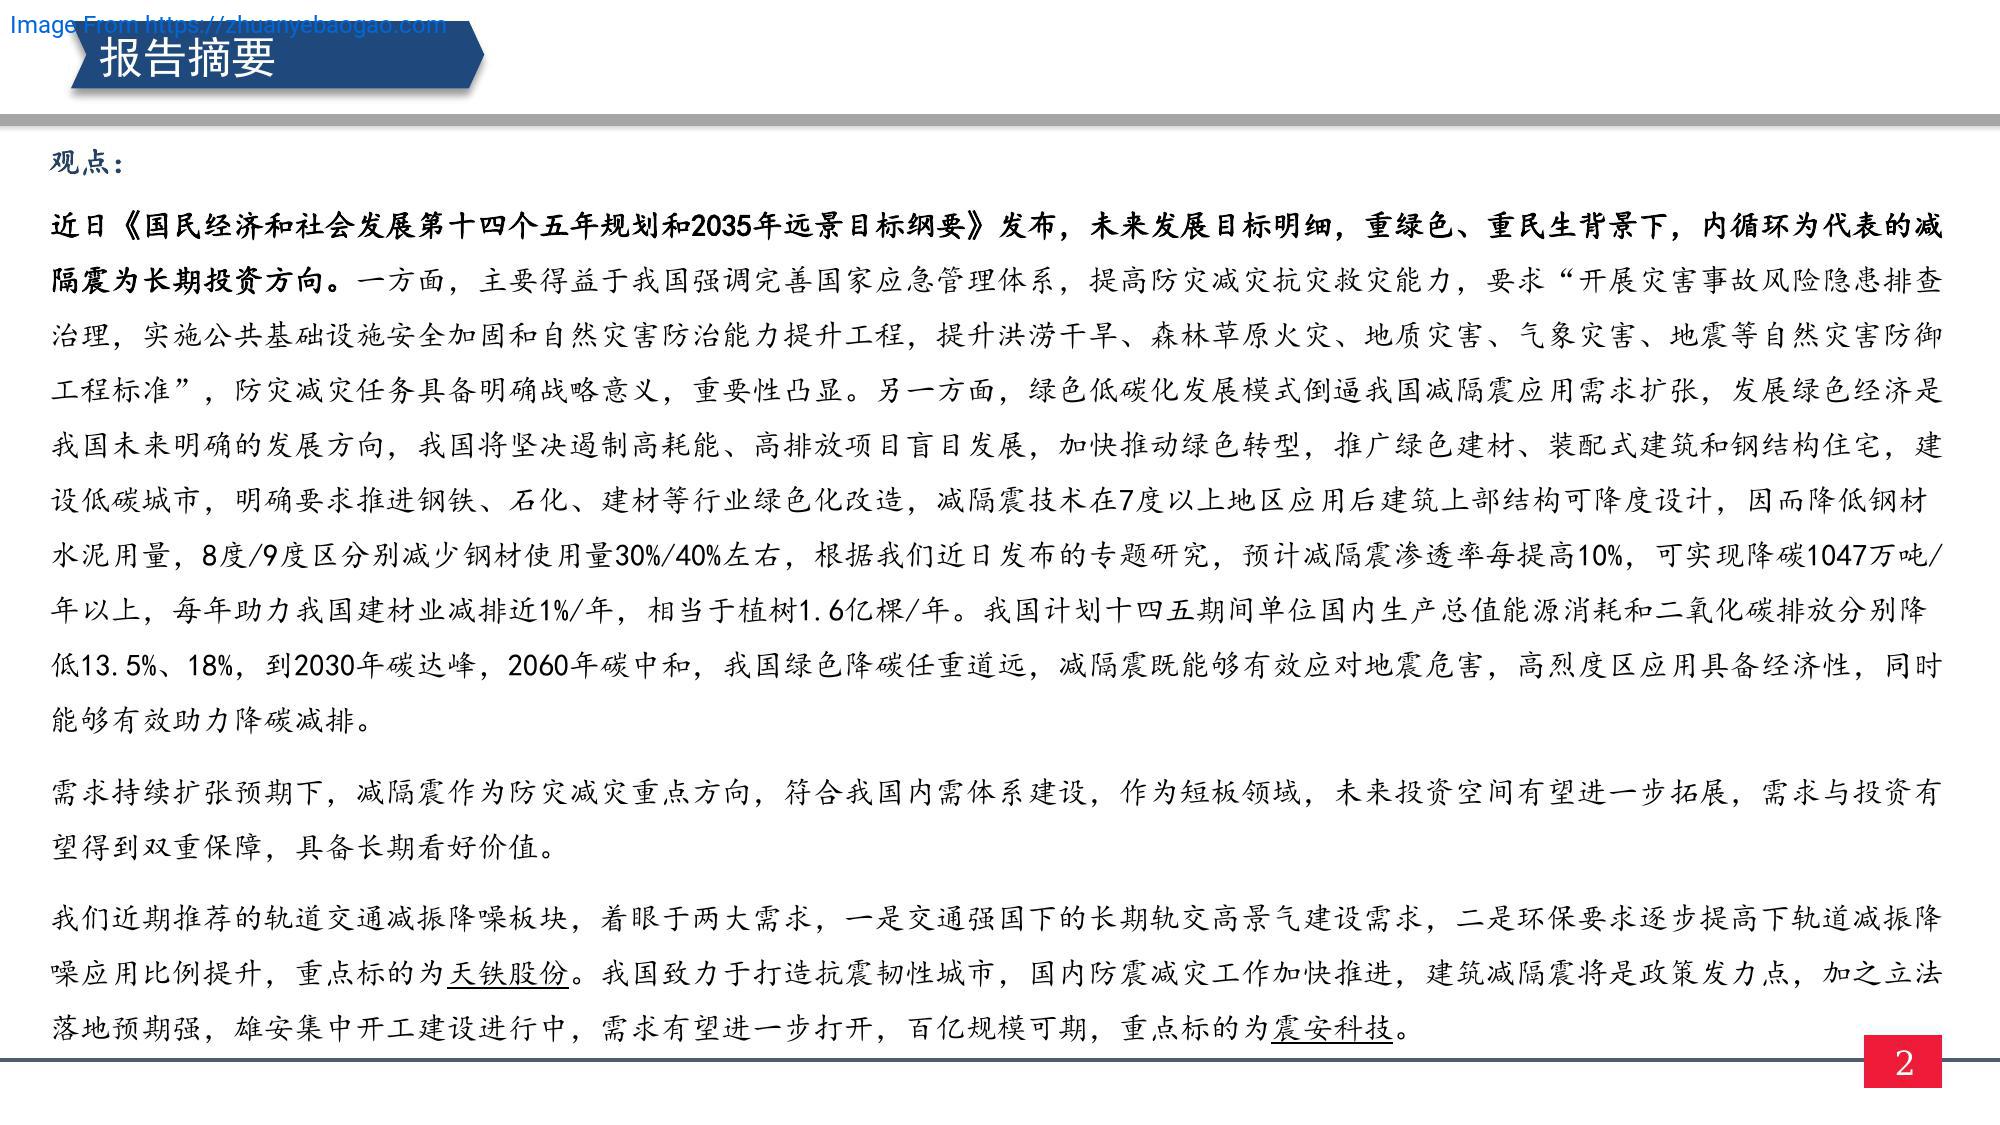 Image From https://zhuanyebaogao.com
报告摘要
观点：
近日《国民经济和社会发展第十四个五年规划和2035年远景目标纲要》发布，未来发展目标明细，重绿色、重民生背景下，内循环为代表的减
隔震为长期投资方向。一方面，主要得益于我国强调完善国家应急管理体系，提高防灾减灾抗灾救灾能力，要求“开展灾害事故风险隐患排查
治理，实施公共基础设施安全加固和自然灾害防治能力提升工程，提升洪涝干旱、森林草原火灾、地质灾害、气象灾害、地震等自然灾害防御
工程标准”，防灾减灾任务具备明确战略意义，重要性凸显。另一方面，绿色低碳化发展模式倒逼我国减隔震应用需求扩张，发展绿色经济是
我国未来明确的发展方向，我国将坚决遏制高耗能、高排放项目盲目发展，加快推动绿色转型，推广绿色建材、装配式建筑和钢结构住宅，建
设低碳城市，明确要求推进钢铁、石化、建材等行业绿色化改造，减隔震技术在7度以上地区应用后建筑上部结构可降度设计，因而降低钢材
水泥用量，8度/9度区分别减少钢材使用量30%/40%左右，根据我们近日发布的专题研究，预计减隔震渗透率每提高10%，可实现降碳1047万吨/
年以上，每年助力我国建材业减排近1%/年，相当于植树1.6亿棵/年。我国计划十四五期间单位国内生产总值能源消耗和二氧化碳排放分别降
低13.5%、18%，到2030年碳达峰，2060年碳中和，我国绿色降碳任重道远，减隔震既能够有效应对地震危害，高烈度区应用具备经济性，同时
能够有效助力降碳减排。
需求持续扩张预期下，减隔震作为防灾减灾重点方向，符合我国内需体系建设，作为短板领域，未来投资空间有望进一步拓展，需求与投资有
望得到双重保障，具备长期看好价值。
我们近期推荐的轨道交通减振降噪板块，着眼于两大需求，一是交通强国下的长期轨交高景气建设需求，二是环保要求逐步提高下轨道减振降
噪应用比例提升，重点标的为天铁股份。我国致力于打造抗震韧性城市，国内防震减灾工作加快推进，建筑减隔震将是政策发力点，加之立法
落地预期强，雄安集中开工建设进行中，需求有望进一步打开，百亿规模可期，重点标的为震安科技。
2